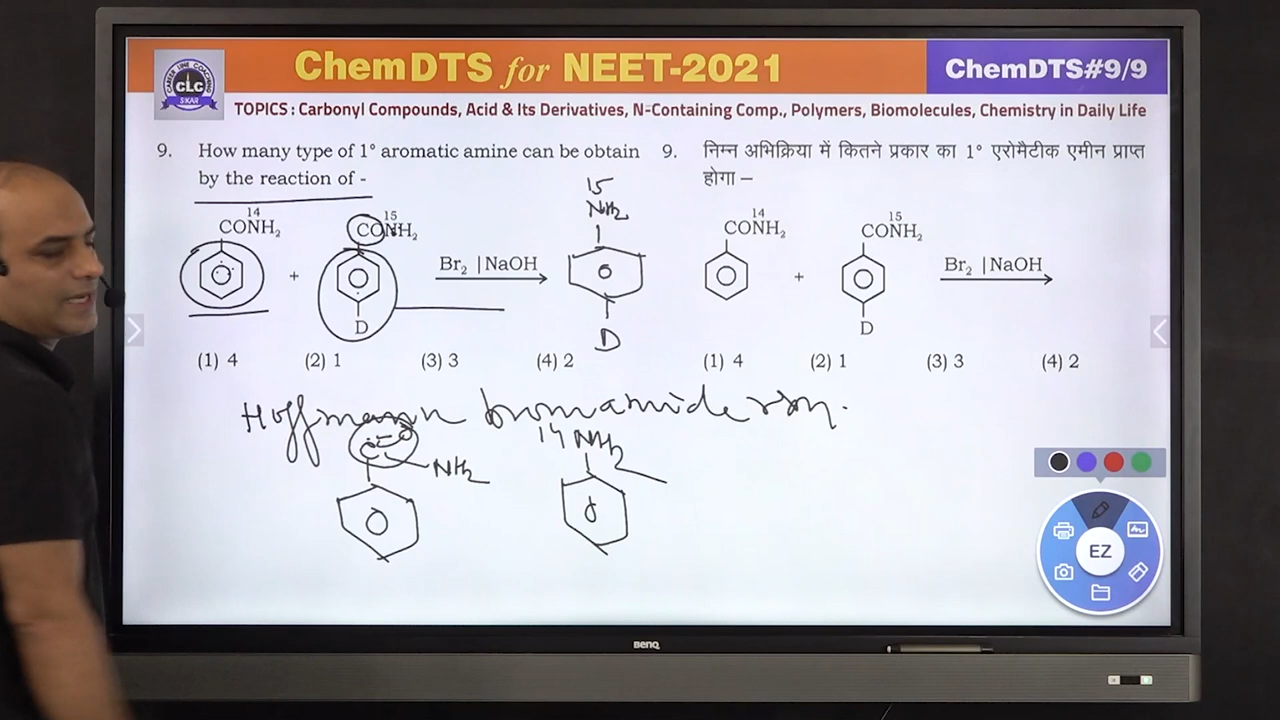 ChemDTS for NEET-2021
ChemDTS#9/9
CAREER LINE COACHING
CLC
SIKAR
TOPICS : Carbonyl Compounds, Acid & Its Derivatives, N-Containing Comp., Polymers, Biomolecules, Chemistry in Daily Life
9. How many type of 1° aromatic amine can be obtain
by the reaction of -
14
CONH₂
15
CONH₂
+
D
Br₂ | NaOH
15
NH₂
D
(1) 4 (2) 1 (3) 3 (4) 2
9. निम्न अभिक्रिया में कितने प्रकार का 1° एरोमैटीक एमीन प्राप्त
होगा –
14
CONH₂
15
CONH₂
+
D
Br₂ | NaOH
(1) 4 (2) 1 (3) 3 (4) 2
Hoffmann bromamide rxn.
C=O
NH₂
14 NH₂
EZ
BenQ